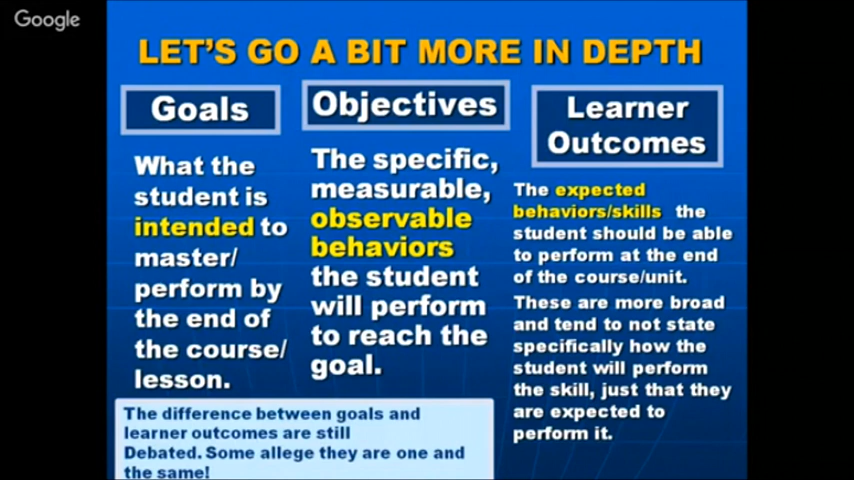 Google
LET'S GO A BIT MORE IN DEPTH
Goals
What the
student is
intended to
master/
perform by
the end of
the course/
lesson.
Objectives
The specific,
measurable,
observable
behaviors
the student
will perform
to reach the
goal.
Learner
Outcomes
The expected
behaviors/skills the
student should be able
to perform at the end
of the course/unit.
These are more broad
and tend to not state
specifically how the
student will perform
the skill, just that they
are expected to
perform it.
The difference between goals and
learner outcomes are still
Debated. Some allege they are one and
the same!